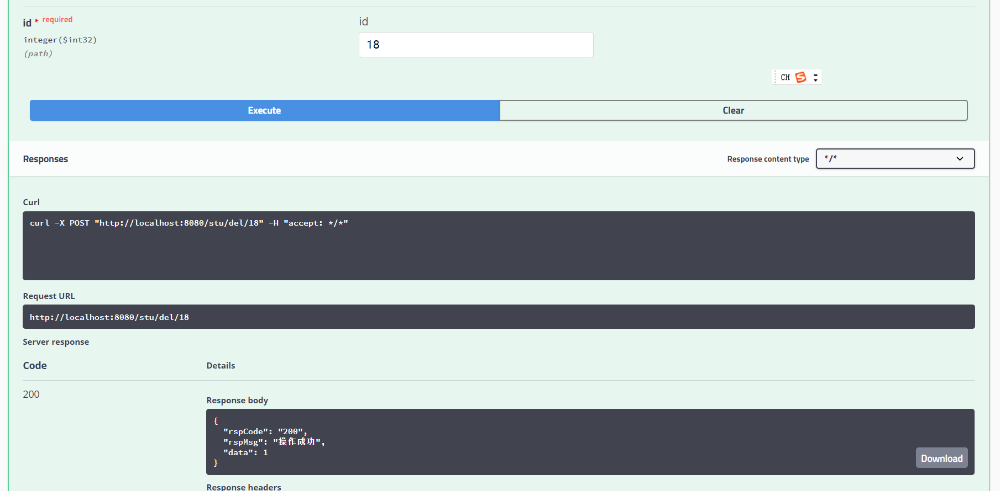 id * required
id
integer($int32)
18
(path)
CH
Execute
Clear
Responses
Response content type
*/*
Curl
curl -X POST "http://localhost:8080/stu/del/18" -H "accept: */*"
Request URL
http://localhost:8080/stu/del/18
Server response
Code
Details
200
Response body
{
"rspCode": "200",
"rspMsg": "操作成功",
"data": 1
}
Download
Response headers